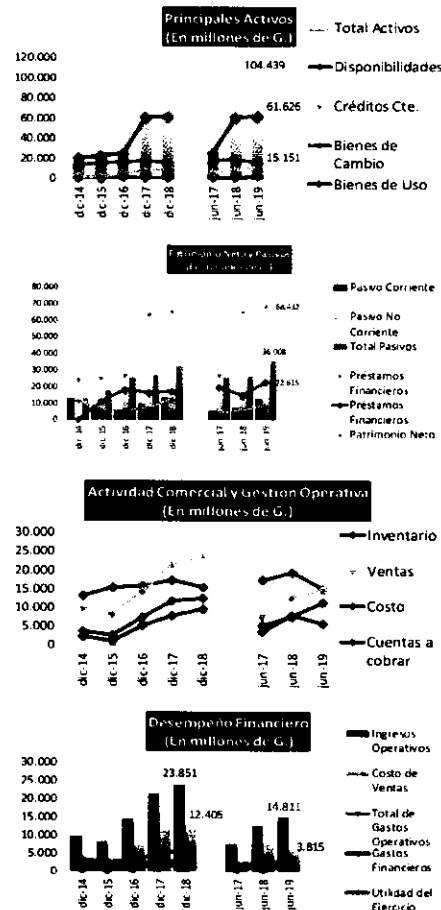 Principales Activos
(En millones de G.)
Total Activos
Disponibilidades
Créditos Cte.
Bienes de
Cambio
Bienes de Uso
120.000
100.000
80.000
60.000
40.000
20.000
0
104.439
61.626
15.151
dic-14
dic-15
dic-16
dic-17
dic-18
jun-17
jun-18
jun-19
Patrimonio Neto y Pasivos
80.000
70.000
60.000
50.000
40.000
30.000
20.000
10.000
0
36.008
22.615
dic-14
dic-15
dic-16
dic-17
dic-18
jun-17
jun-18
jun-19
Pasivo Corriente
Pasivo No
Corriente
Total Pasivos
Préstamos
Financieros
Préstamos
Financieros
Patrimonio Neto
Actividad Comercial y Gestión Operativa
(En millones de G.)
30.000
25.000
20.000
15.000
10.000
5.000
0
dic-14
dic-15
dic-16
dic-17
dic-18
jun-17
jun-18
jun-19
Inventario
Ventas
Costo
Cuentas a
cobrar
Desempeño Financiero
(En millones de G.)
30.000
25.000
20.000
15.000
10.000
5.000
0
23.851
12.405
14.811
3.815
dic-14
dic-15
dic-16
dic-17
dic-18
jun-17
jun-18
jun-19
Ingresos
Operativos
Costo de
Ventas
Total de
Gastos
Operativos
Gastos
Financieros
Utilidad del
Ejercicio